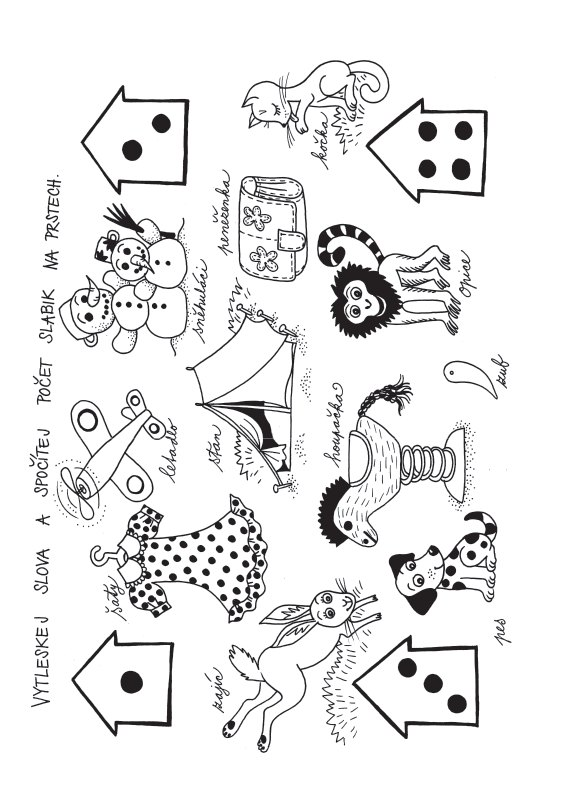 VYTLESKEJ SLOVA A SPOČÍTEJ POČET SLABIK NA PRSTECH.
šaty
letadlo
sněhuláci
zajíc
stan
peněženka
houpačka
kočka
pes
zub
opice